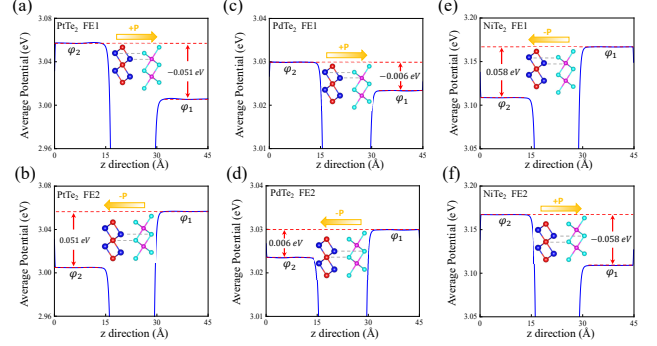 (a)
PtTe₂ FE1
+P
φ₂
−0.051 eV
φ₁
3.08
3.04
3.00
2.96
Average Potential (eV)
0 15 30 45
z direction (Å)
(c)
PdTe₂ FE1
+P
φ₂
−0.006 eV
φ₁
3.04
3.03
3.02
3.01
Average Potential (eV)
0 15 30 45
z direction (Å)
(e)
NiTe₂ FE1
-P
0.058 eV
φ₁
φ₂
3.20
3.15
3.10
3.05
Average Potential (eV)
0 15 30 45
z direction (Å)
(b)
PtTe₂ FE2
-P
0.051 eV
φ₁
φ₂
3.08
3.04
3.00
2.96
Average Potential (eV)
0 15 30 45
z direction (Å)
(d)
PdTe₂ FE2
-P
0.006 eV
φ₁
φ₂
3.04
3.03
3.02
3.01
Average Potential (eV)
0 15 30 45
z direction (Å)
(f)
NiTe₂ FE2
+P
φ₂
−0.058 eV
φ₁
3.20
3.15
3.10
3.05
Average Potential (eV)
0 15 30 45
z direction (Å)